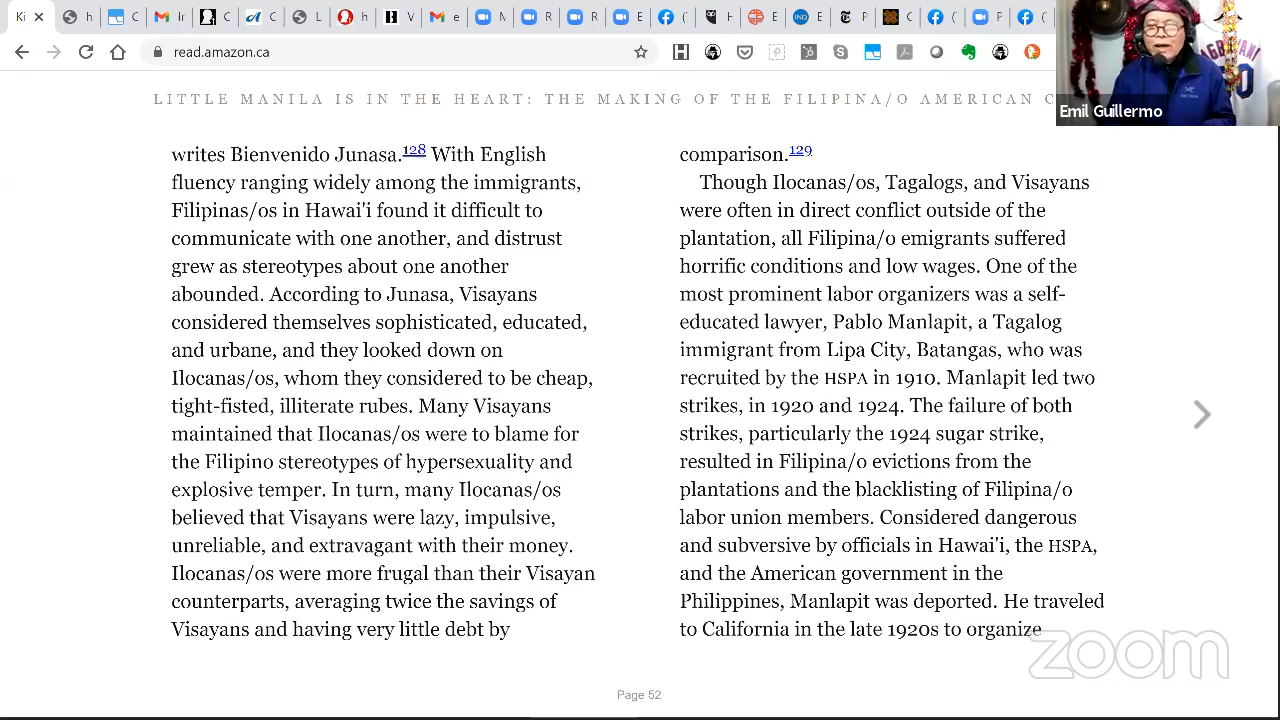 Ki
read.amazon.ca
Emil Guillermo
LITTLE MANILA IS IN THE HEART: THE MAKING OF THE FILIPINA/O AMERICAN C
writes Bienvenido Junasa.128 With English
fluency ranging widely among the immigrants,
Filipinas/os in Hawai'i found it difficult to
communicate with one another, and distrust
grew as stereotypes about one another
abounded. According to Junasa, Visayans
considered themselves sophisticated, educated,
and urbane, and they looked down on
Ilocanas/os, whom they considered to be cheap,
tight-fisted, illiterate rubes. Many Visayans
maintained that Ilocanas/os were to blame for
the Filipino stereotypes of hypersexuality and
explosive temper. In turn, many Ilocanas/os
believed that Visayans were lazy, impulsive,
unreliable, and extravagant with their money.
Ilocanas/os were more frugal than their Visayan
counterparts, averaging twice the savings of
Visayans and having very little debt by
comparison.129
Though Ilocanas/os, Tagalogs, and Visayans
were often in direct conflict outside of the
plantation, all Filipina/o emigrants suffered
horrific conditions and low wages. One of the
most prominent labor organizers was a self-
educated lawyer, Pablo Manlapit, a Tagalog
immigrant from Lipa City, Batangas, who was
recruited by the HSPA in 1910. Manlapit led two
strikes, in 1920 and 1924. The failure of both
strikes, particularly the 1924 sugar strike,
resulted in Filipina/o evictions from the
plantations and the blacklisting of Filipina/o
labor union members. Considered dangerous
and subversive by officials in Hawai'i, the HSPA,
and the American government in the
Philippines, Manlapit was deported. He traveled
to California in the late 1920s to organize
zoom
Page 52